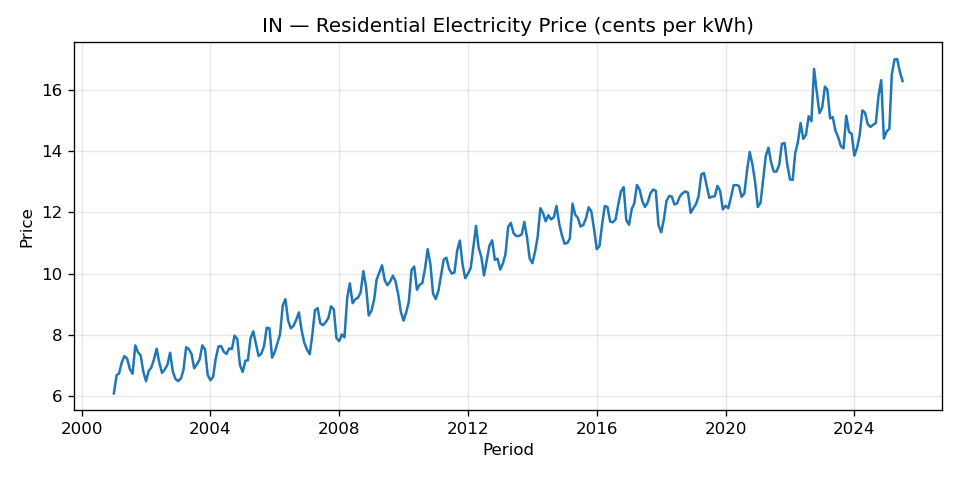 IN — Residential Electricity Price (cents per kWh)
Price
16
14
12
10
8
6
2000 2004 2008 2012 2016 2020 2024
Period